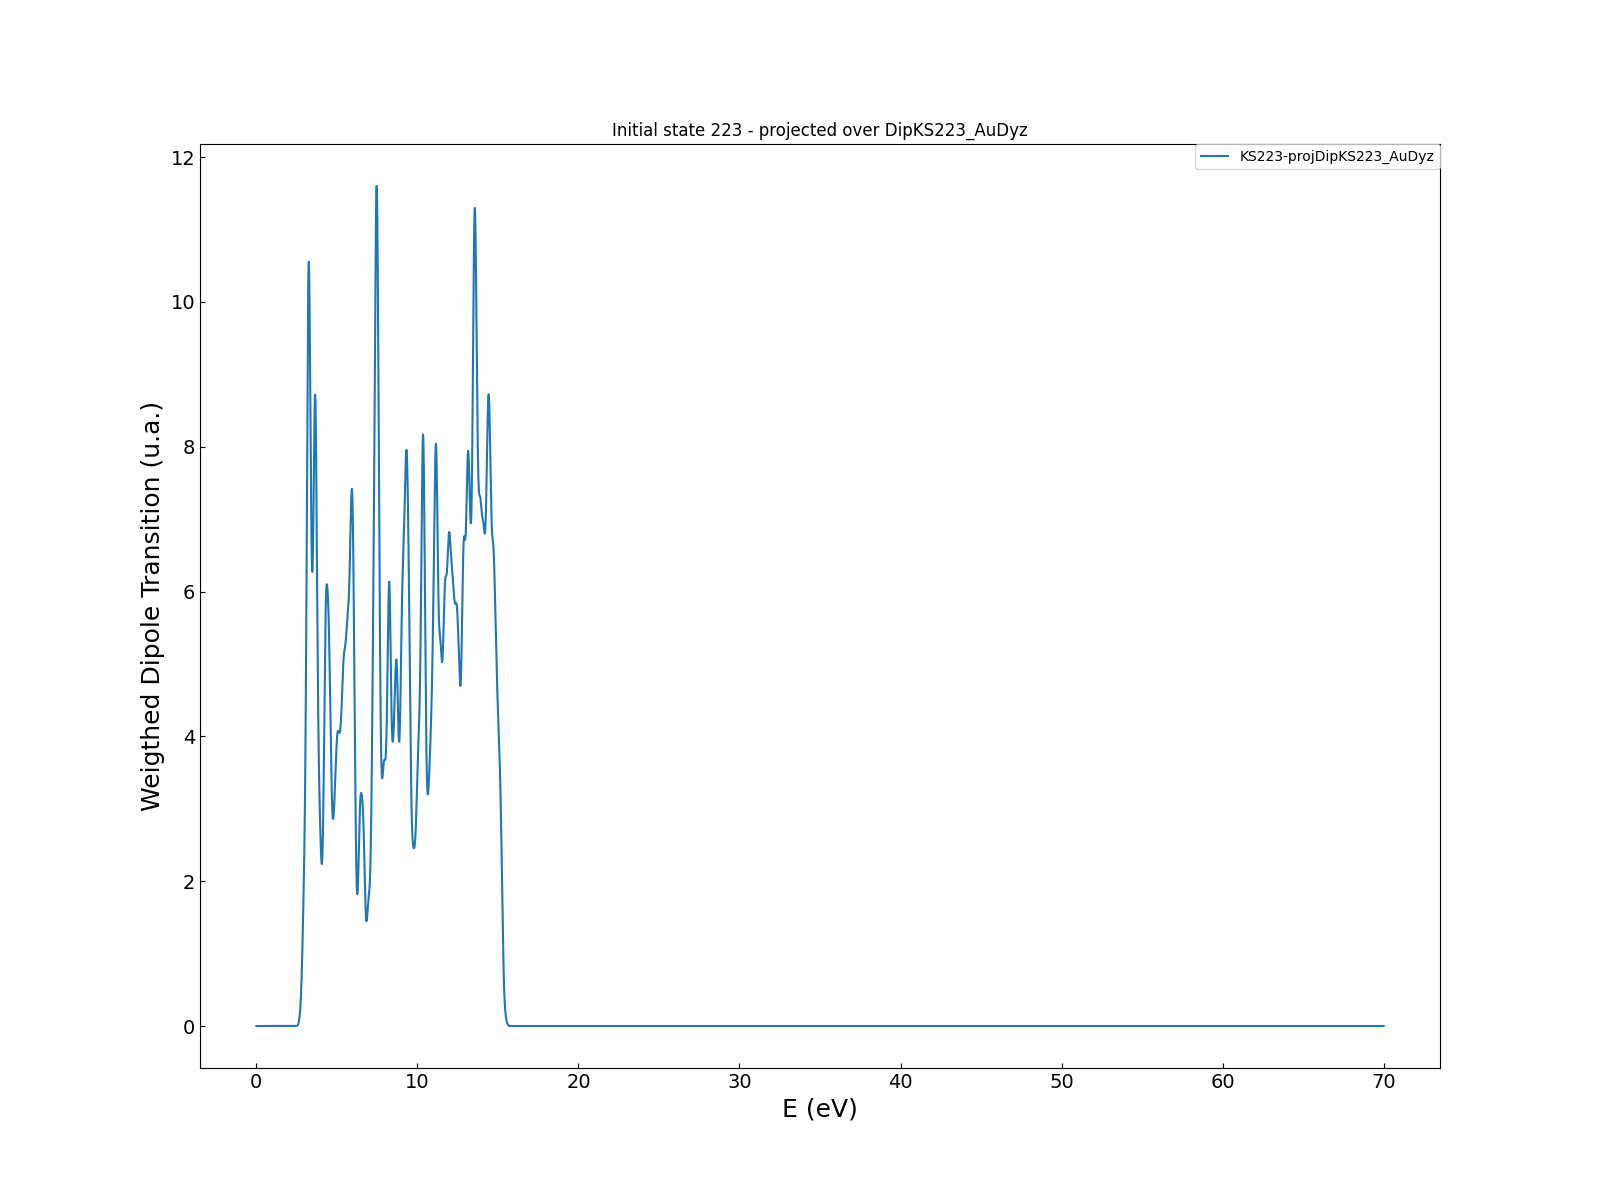 Initial state 223 - projected over DipKS223_AuDyz
KS223-projDipKS223_AuDyz
Weigthed Dipole Transition (u.a.)
12
10
8
6
4
2
0
0 10 20 30 40 50 60 70
E (eV)